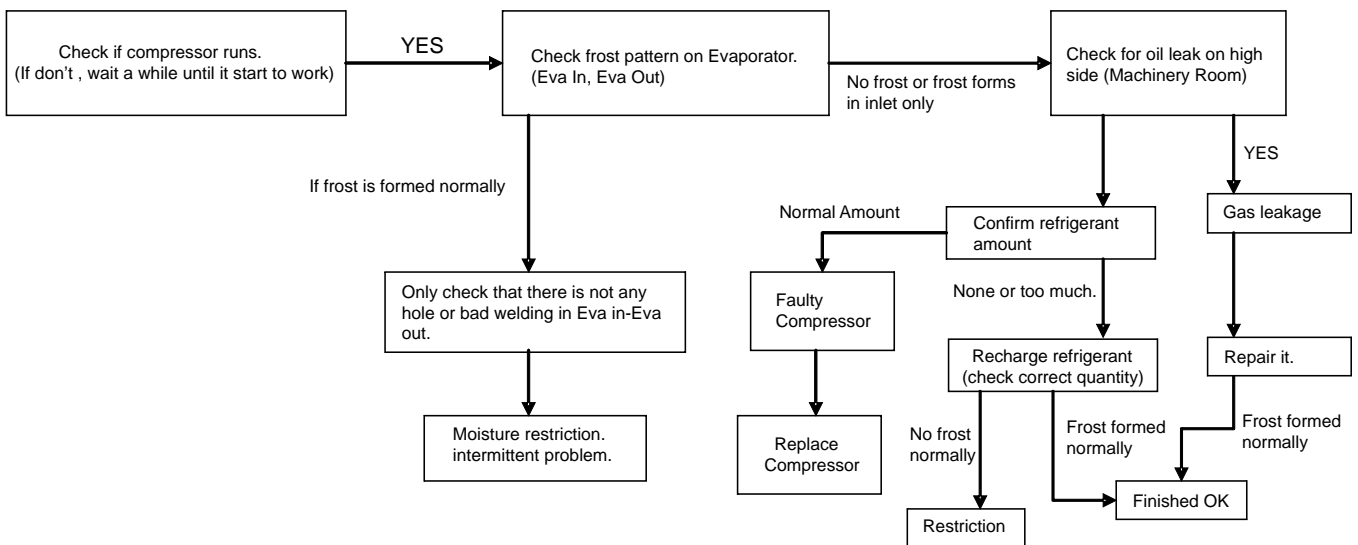 Check if compressor runs.
(If don't , wait a while until it start to work)
YES
Check frost pattern on Evaporator.
(Eva In, Eva Out)
No frost or frost forms
in inlet only
Check for oil leak on high
side (Machinery Room)
YES
If frost is formed normally
Normal Amount
Confirm refrigerant
amount
Gas leakage
Only check that there is not any
hole or bad welding in Eva in-Eva
out.
Faulty
Compressor
None or too much.
Recharge refrigerant
(check correct quantity)
Repair it.
Moisture restriction.
intermittent problem.
Replace
Compressor
No frost
normally
Frost formed
normally
Frost formed
normally
Finished OK
Restriction